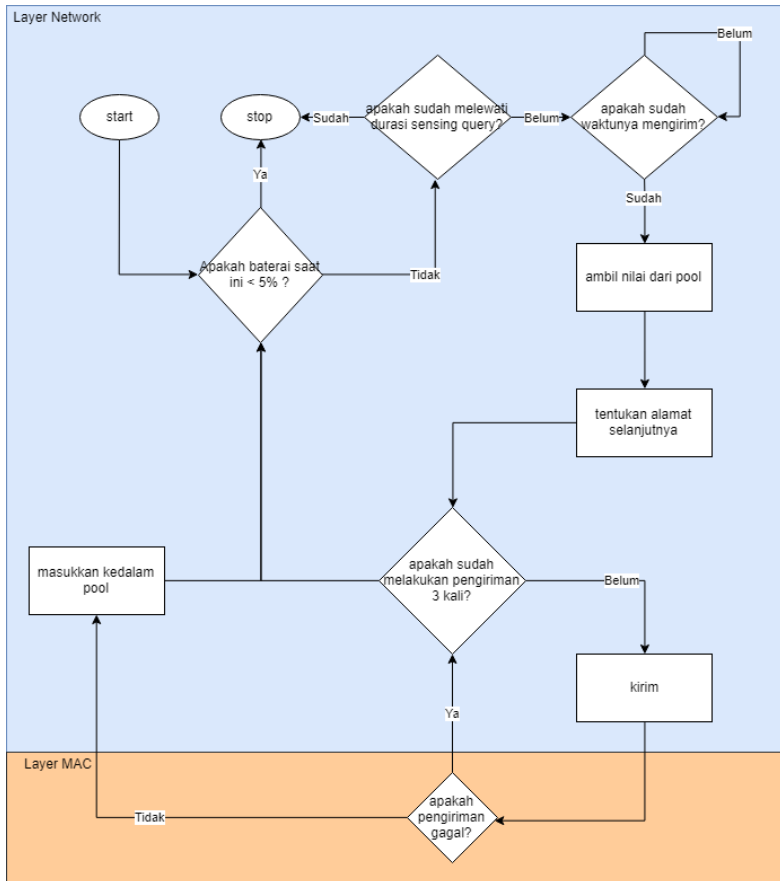 Layer Network
Belum
start
stop
Sudah
apakah sudah melewati
durasi sensing query?
Belum
apakah sudah
waktunya mengirim?
Ya
Sudah
Apakah baterai saat
ini < 5% ?
Tidak
ambil nilai dari pool
tentukan alamat
selanjutnya
masukkan kedalam
pool
apakah sudah
melakukan pengiriman
3 kali?
Belum
kirim
Ya
Layer MAC
apakah
pengiriman
gagal?
Tidak